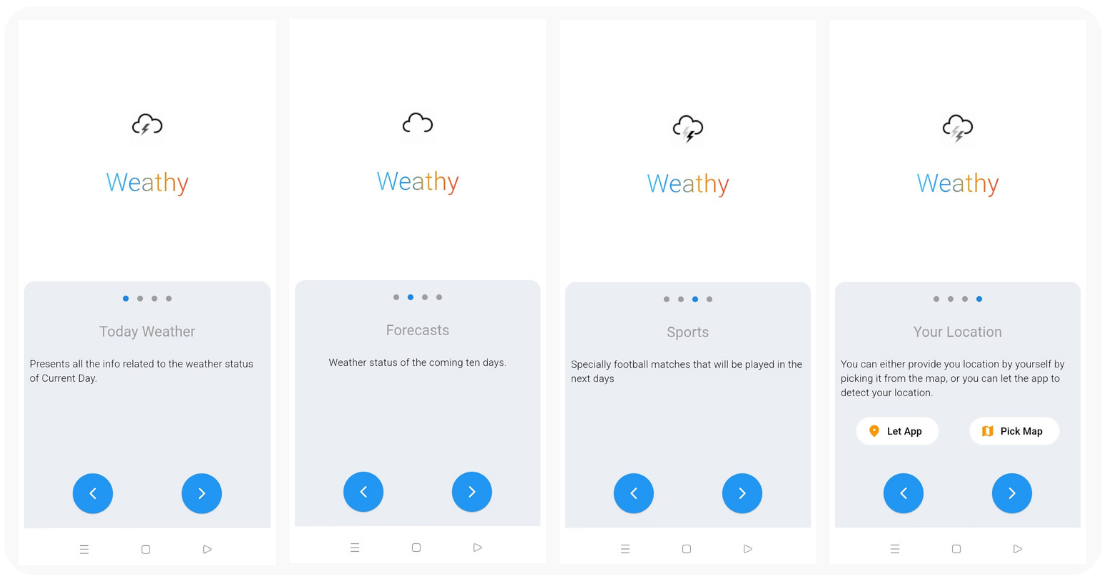 Weathy
Today Weather
Presents all the info related to the weather status
of Current Day.
Weathy
Forecasts
Weather status of the coming ten days.
Weathy
Sports
Specially football matches that will be played in the
next days
Weathy
Your Location
You can either provide you location by yourself by
picking it from the map, or you can let the app to
detect your location.
Let App
Pick Map